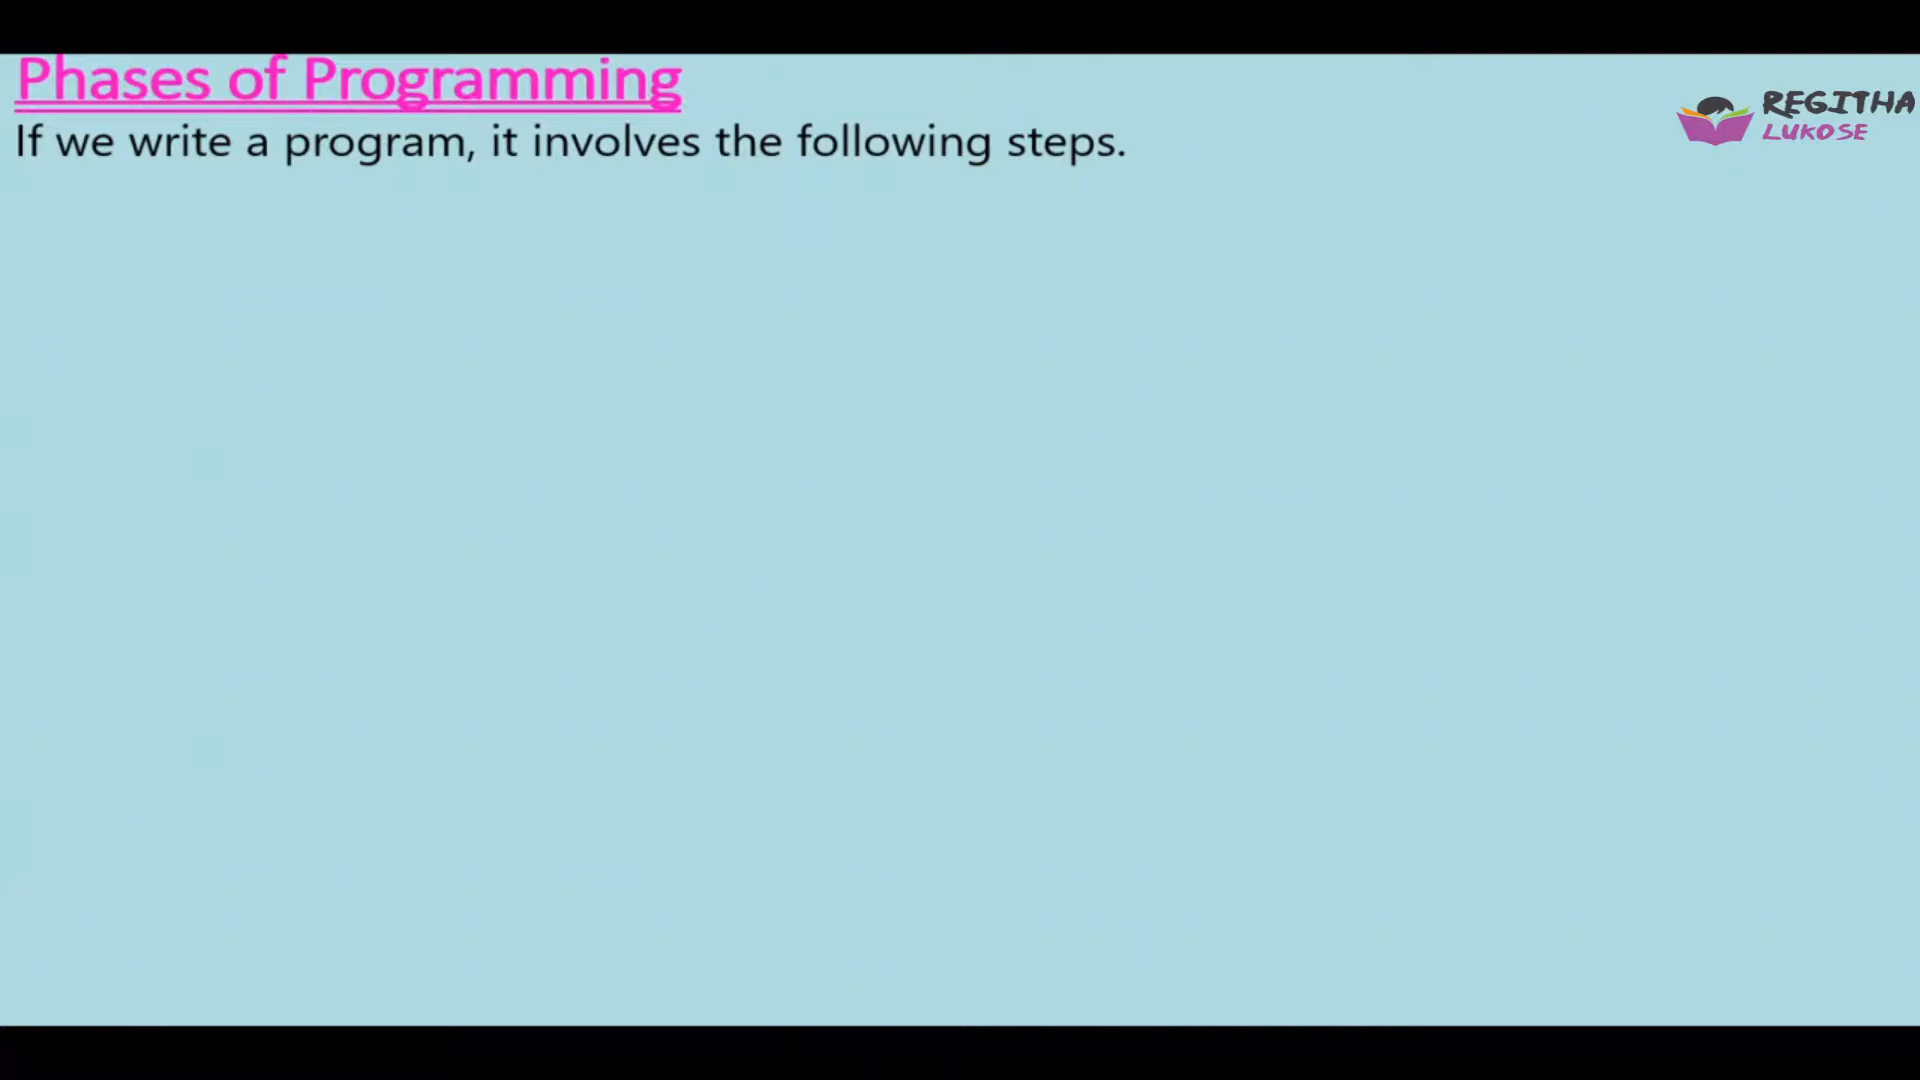 Phases of Programming
If we write a program, it involves the following steps.
REGITHA
LUKOSE